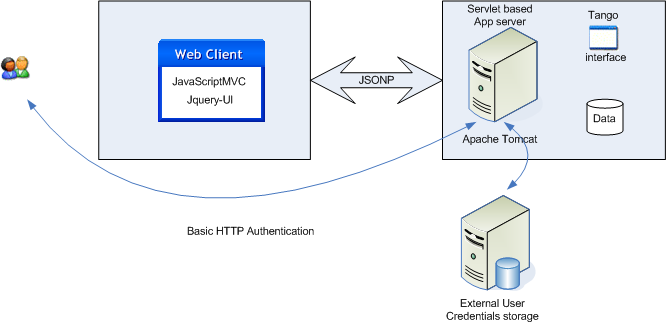 Web Client
JavaScriptMVC
Jquery-UI
JSONP
Servlet based
App server
Apache Tomcat
Tango
interface
Data
Basic HTTP Authentication
External User
Credentials storage